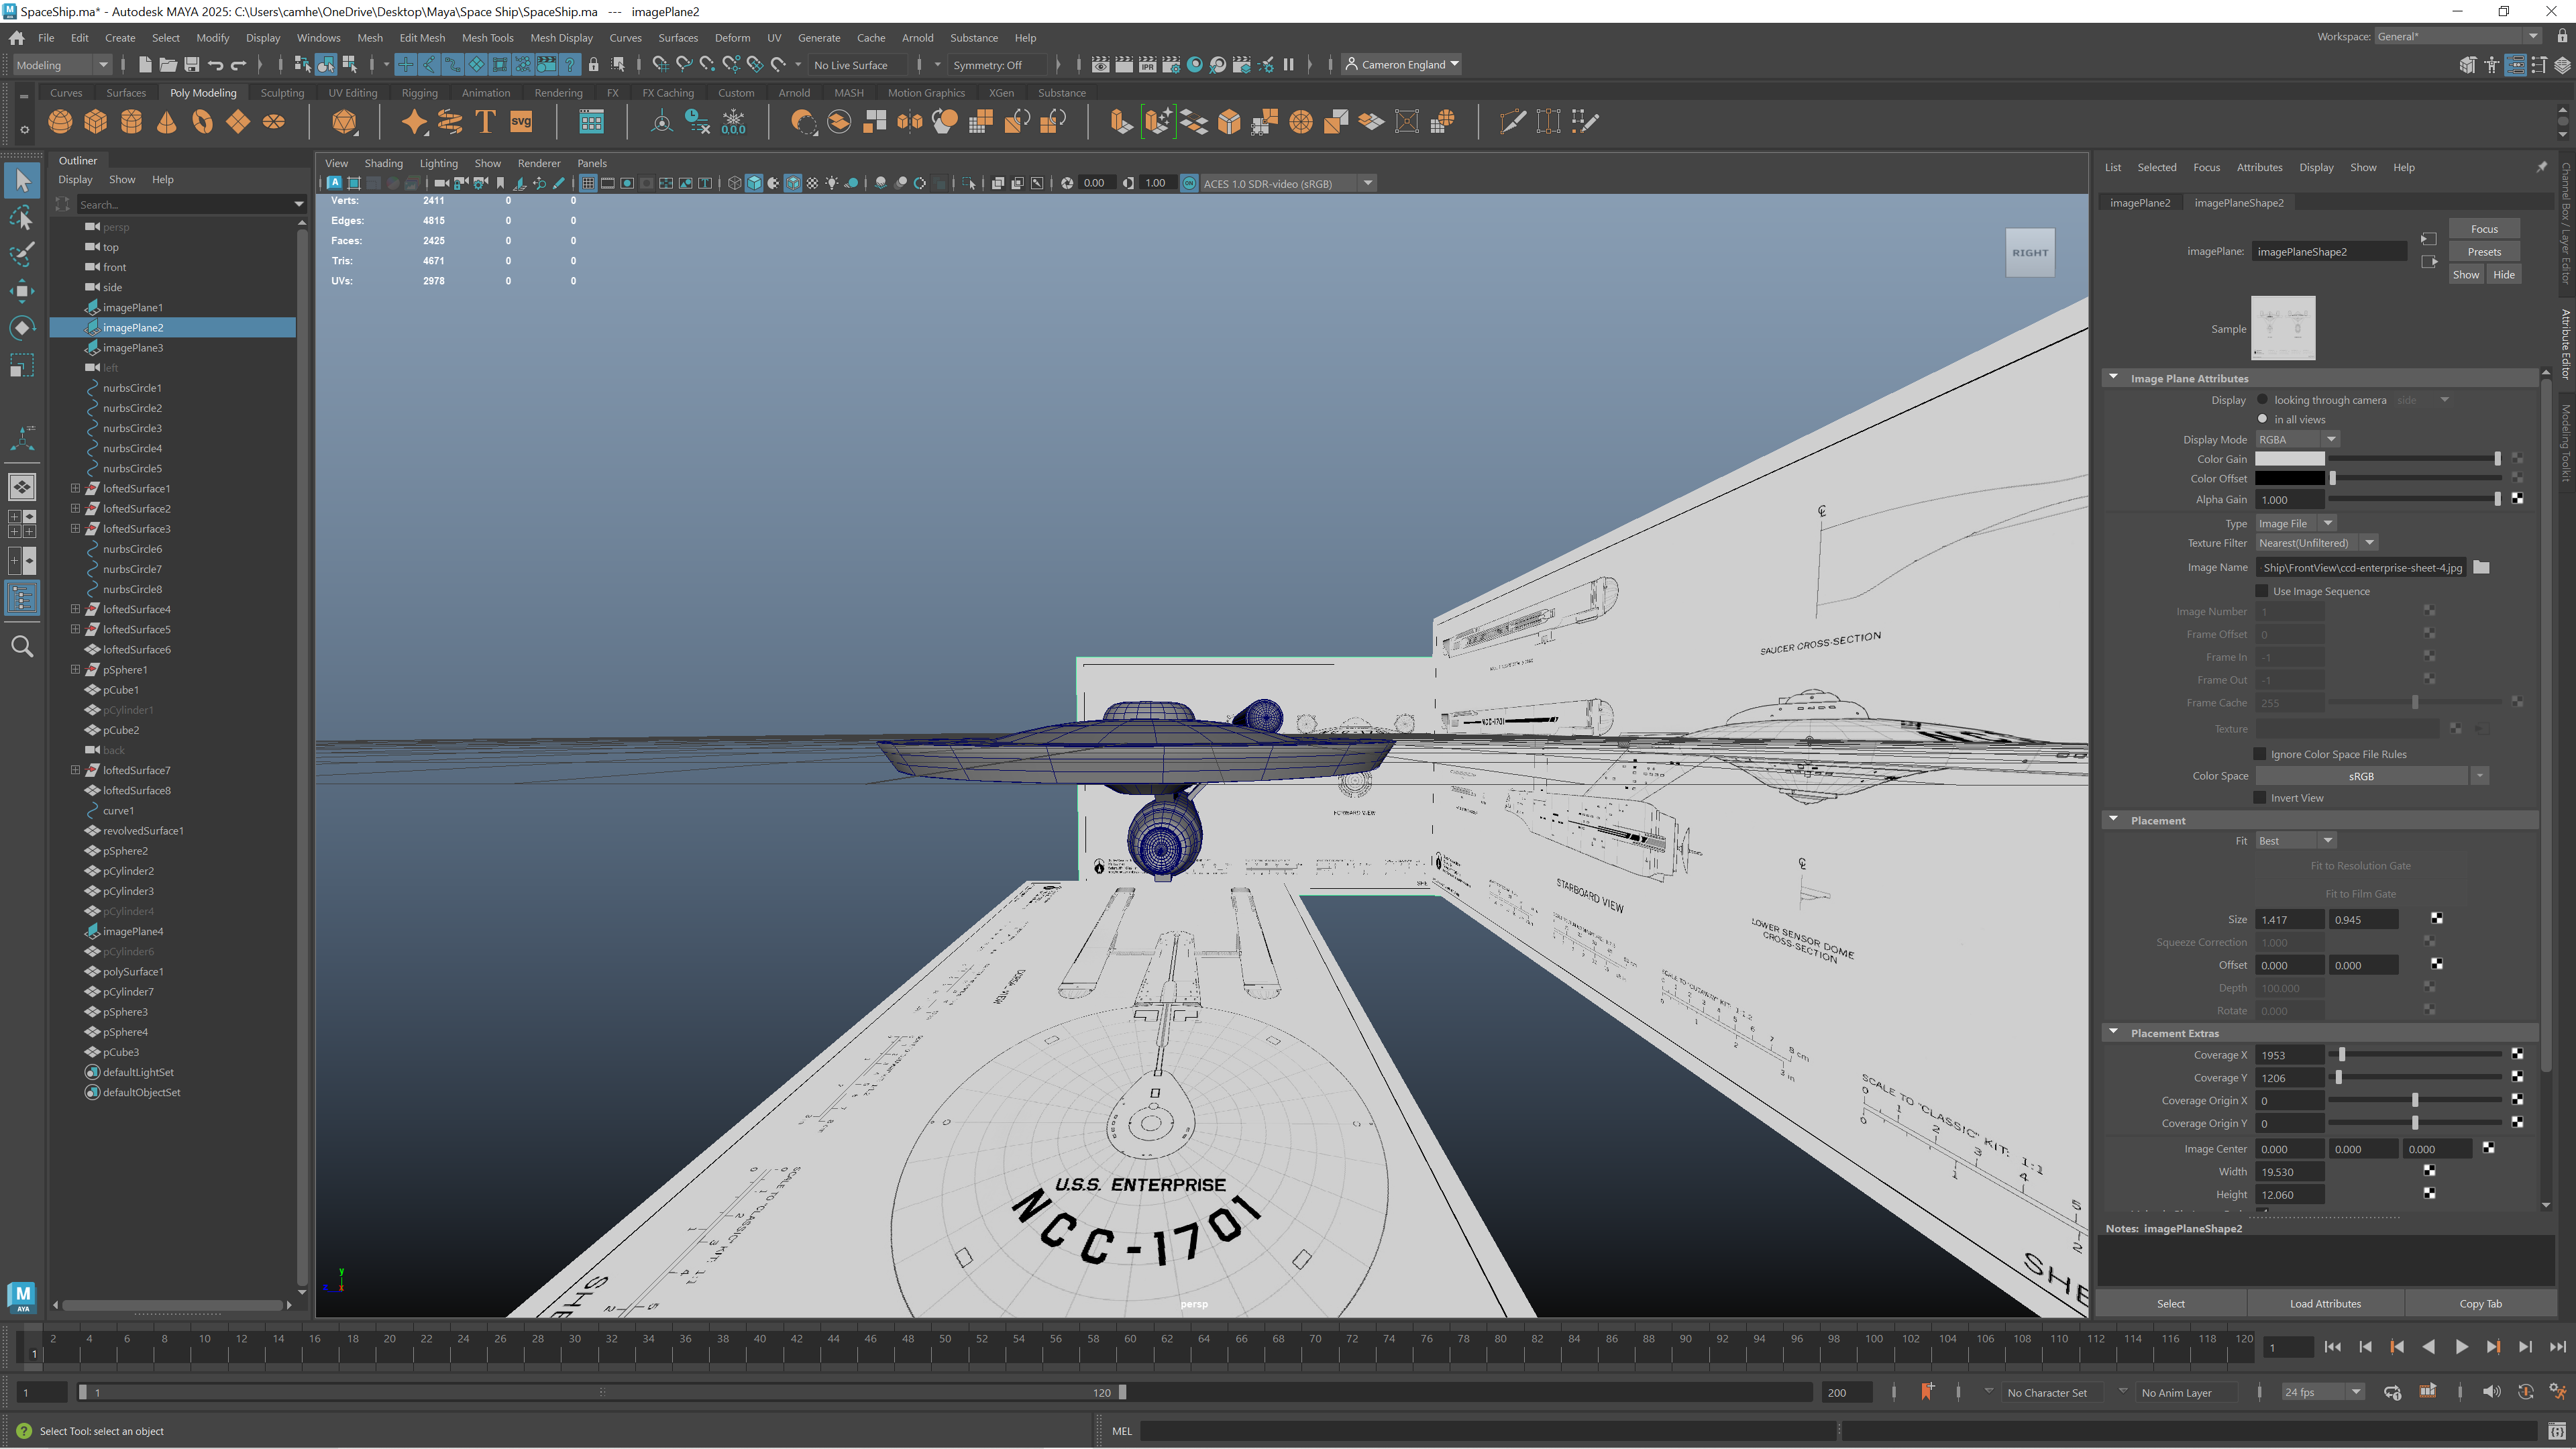 SpaceShip.ma* - Autodesk MAYA 2025: C:\Users\camhe\OneDrive\Desktop\Maya\Space Ship\SpaceShip.ma --- imagePlane2
File Edit Create Select Modify Display Windows Mesh Edit Mesh Mesh Tools Mesh Display Curves Surfaces Deform UV Generate Cache Arnold Substance Help
Workspace: General*
Modeling No Live Surface Symmetry: Off Cameron England
Curves Surfaces Poly Modeling Sculpting UV Editing Rigging Animation Rendering FX FX Caching Custom Arnold MASH Motion Graphics XGen Substance
Outliner
Display Show Help
Search...
persp
top
front
side
imagePlane1
imagePlane2
imagePlane3
left
nurbsCircle1
nurbsCircle2
nurbsCircle3
nurbsCircle4
nurbsCircle5
loftedSurface1
loftedSurface2
loftedSurface3
nurbsCircle6
nurbsCircle7
nurbsCircle8
loftedSurface4
loftedSurface5
loftedSurface6
pSphere1
pCube1
pCylinder1
pCube2
back
loftedSurface7
loftedSurface8
curve1
revolvedSurface1
pSphere2
pCylinder2
pCylinder3
pCylinder4
imagePlane4
pCylinder6
polySurface1
pCylinder7
pSphere3
pSphere4
pCube3
defaultLightSet
defaultObjectSet
View Shading Lighting Show Renderer Panels
0.00 1.00 ACES 1.0 SDR-video (sRGB)
Verts: 2411 0 0
Edges: 4815 0 0
Faces: 2425 0 0
Tris: 4671 0 0
UVs: 2978 0 0
RIGHT
SAUCER CROSS-SECTION
NCC-1701
FORWARD VIEW
STARBOARD VIEW
LOWER SENSOR DOME
CROSS-SECTION
SCALE TO "CLASSIC" KIT: 1:1
U.S.S. ENTERPRISE
NCC-1701
persp
List Selected Focus Attributes Display Show Help
imagePlane2 imagePlaneShape2
imagePlane: imagePlaneShape2
Focus
Presets
Show Hide
Sample
Image Plane Attributes
Display looking through camera side
in all views
Display Mode RGBA
Color Gain
Color Offset
Alpha Gain 1.000
Type Image File
Texture Filter Nearest(Unfiltered)
Image Name Ship\FrontView\ccd-enterprise-sheet-4.jpg
Use Image Sequence
Image Number 1
Frame Offset 0
Frame In -1
Frame Out -1
Frame Cache 255
Texture
Ignore Color Space File Rules
Color Space sRGB
Invert View
Placement
Fit Best
Fit to Resolution Gate
Fit to Film Gate
Size 1.417 0.945
Squeeze Correction 1.000
Offset 0.000 0.000
Depth 100.000
Rotate 0.000
Placement Extras
Coverage X 1953
Coverage Y 1206
Coverage Origin X 0
Coverage Origin Y 0
Image Center 0.000 0.000 0.000
Width 19.530
Height 12.060
Notes: imagePlaneShape2
Select Load Attributes Copy Tab
Channel Box / Layer Editor
Attribute Editor
Modeling Toolkit
2 4 6 8 10 12 14 16 18 20 22 24 26 28 30 32 34 36 38 40 42 44 46 48 50 52 54 56 58 60 62 64 66 68 70 72 74 76 78 80 82 84 86 88 90 92 94 96 98 100 102 104 106 108 110 112 114 116 118 120
1
1
1 1 120 200 No Character Set No Anim Layer 24 fps
Select Tool: select an object MEL